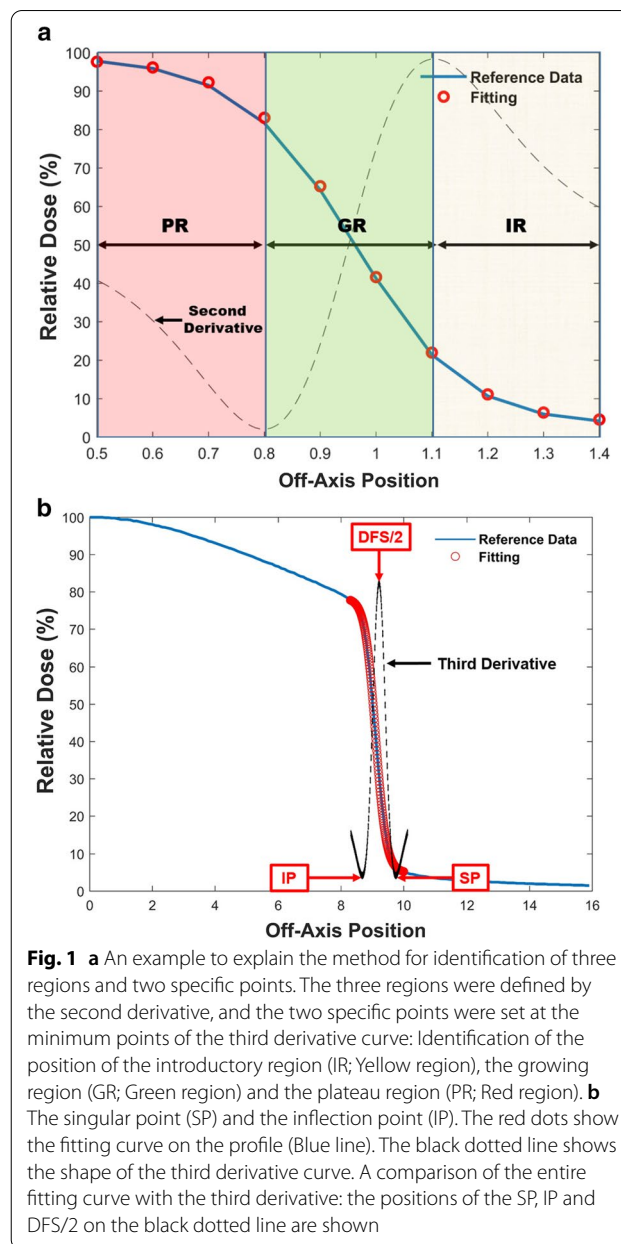 a
100
90
80
70
60
50
40
30
20
10
0
Relative Dose (%)
Reference Data
Fitting
PR
GR
IR
Second
Derivative
0.5 0.6 0.7 0.8 0.9 1 1.1 1.2 1.3 1.4
Off-Axis Position
b
100
90
80
70
60
50
40
30
20
10
0
Relative Dose (%)
DFS/2
Reference Data
Fitting
Third Derivative
IP
SP
0 2 4 6 8 10 12 14 16
Off-Axis Position
Fig. 1 a An example to explain the method for identification of three
regions and two specific points. The three regions were defined by
the second derivative, and the two specific points were set at the
minimum points of the third derivative curve: Identification of the
position of the introductory region (IR; Yellow region), the growing
region (GR; Green region) and the plateau region (PR; Red region). b
The singular point (SP) and the inflection point (IP). The red dots show
the fitting curve on the profile (Blue line). The black dotted line shows
the shape of the third derivative curve. A comparison of the entire
fitting curve with the third derivative: the positions of the SP, IP and
DFS/2 on the black dotted line are shown